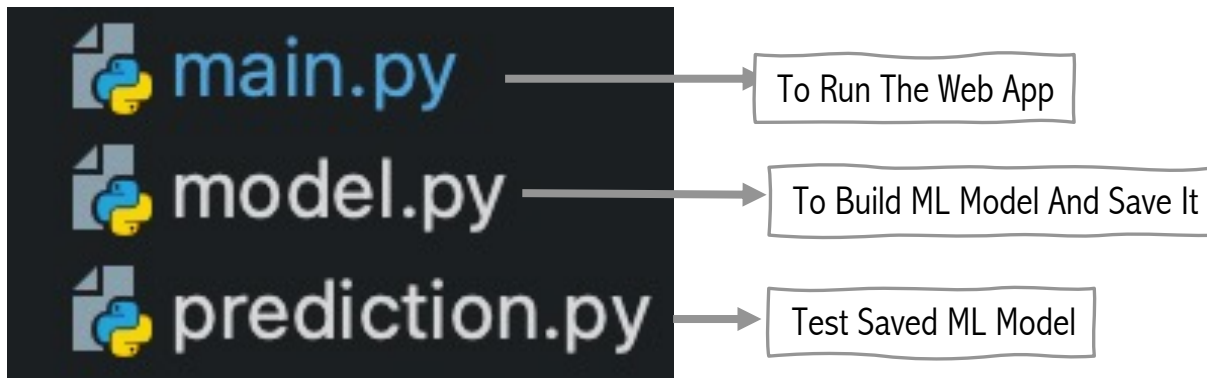 main.py
To Run The Web App
model.py
To Build ML Model And Save It
prediction.py
Test Saved ML Model